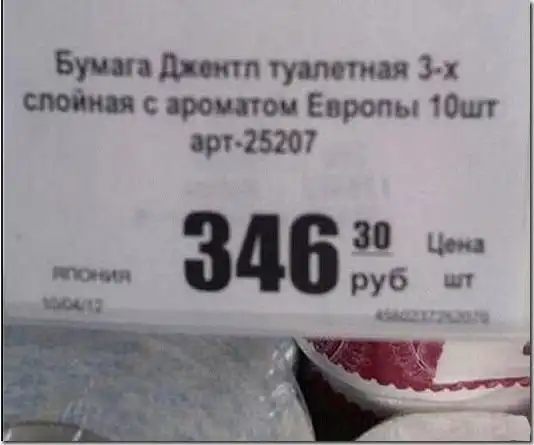 Бумага Джентл туалетная 3-х
слойная с ароматом Европы 10шт
арт-25207
346 30 руб Цена шт
ЯПОНИЯ
10/04/12